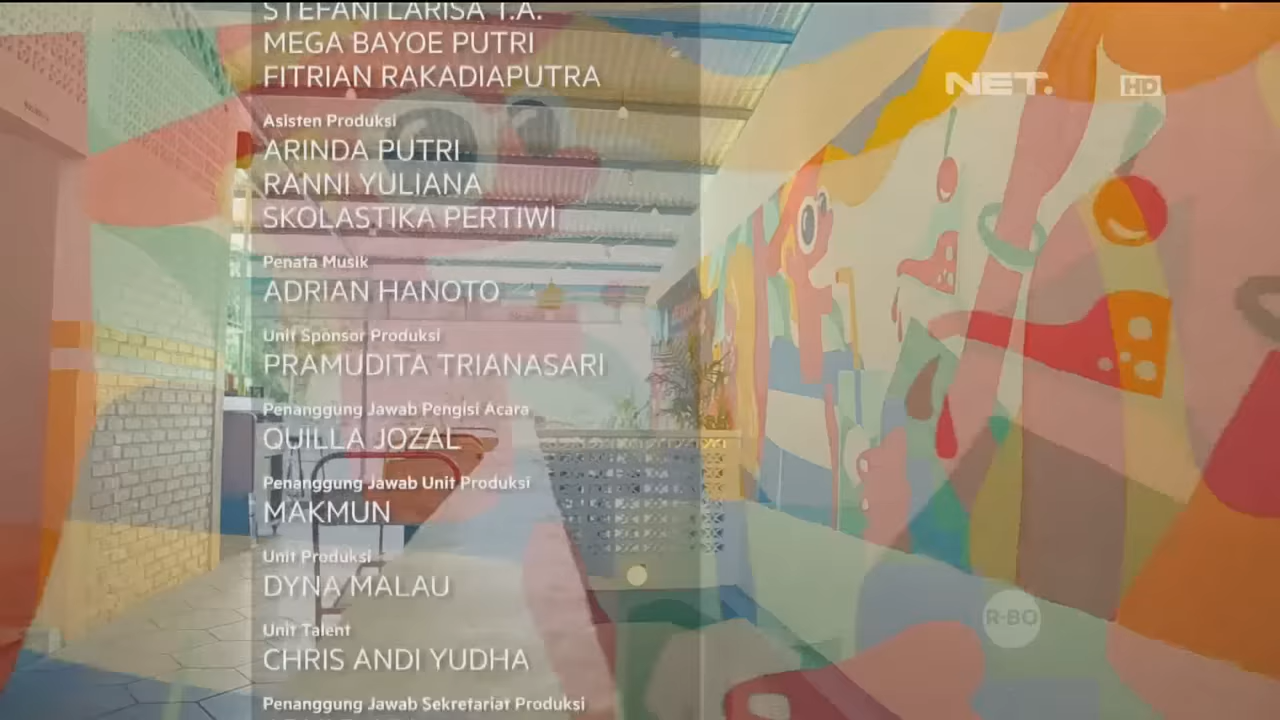 STEFANI LARISA T.A.
MEGA BAYOE PUTRI
FITRIAN RAKADIAPUTRA
NET.
HD
Asisten Produksi
ARINDA PUTRI
RANNI YULIANA
SKOLASTIKA PERTIWI
Penata Musik
ADRIAN HANOTO
Unit Sponsor Produksi
PRAMUDITA TRIANASARI
Penanggung Jawab Pengisi Acara
QUILLA JOZAL
Penanggung Jawab Unit Produksi
MAKMUN
Unit Produksi
DYNA MALAU
R-BO
Unit Talent
CHRIS ANDI YUDHA
Penanggung Jawab Sekretariat Produksi